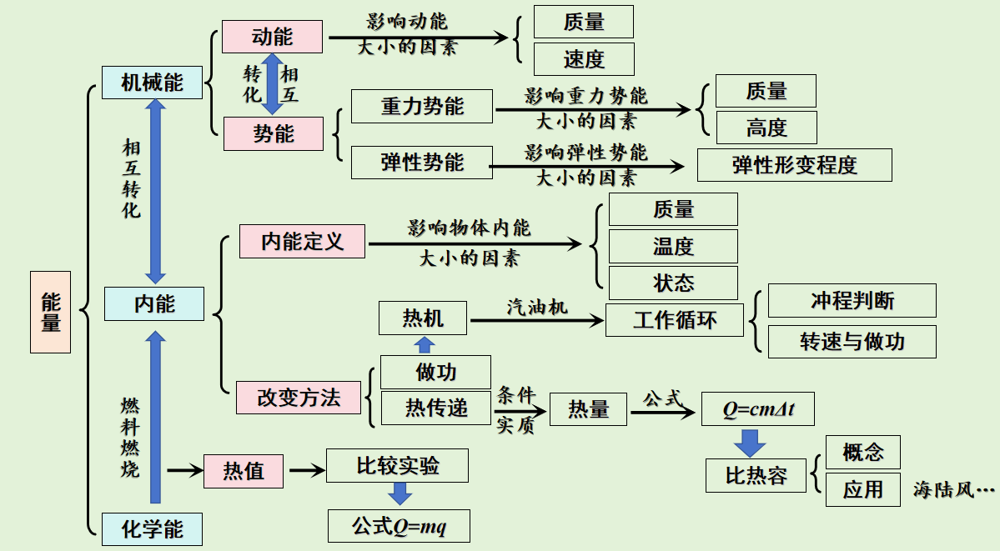 影响动能
大小的因素
动能
质量
速度
机械能
转化
相互
势能
重力势能
影响重力势能
大小的因素
质量
高度
弹性势能
影响弹性势能
大小的因素
弹性形变程度
相互转化
内能定义
影响物体内能
大小的因素
质量
温度
状态
能量
内能
热机
汽油机
工作循环
冲程判断
转速与做功
改变方法
做功
热传递
条件
实质
热量
公式
Q=cmΔt
燃料燃烧
热值
比较实验
公式Q=mq
比热容
概念
应用
海陆风…
化学能